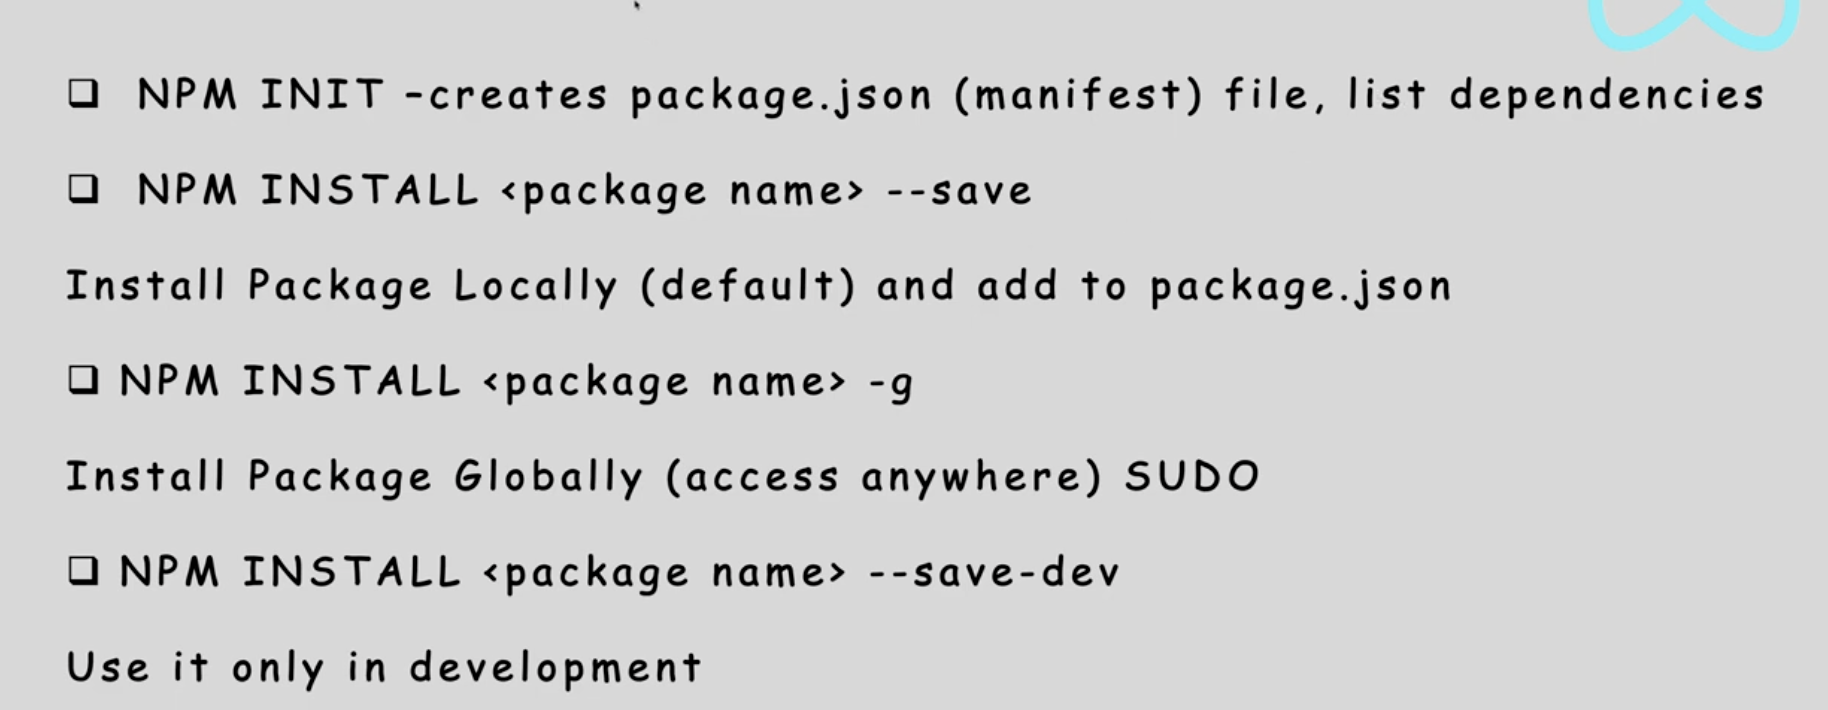 ❑ NPM INIT -creates package.json (manifest) file, list dependencies
❑ NPM INSTALL <package name> --save
Install Package Locally (default) and add to package.json
❑ NPM INSTALL <package name> -g
Install Package Globally (access anywhere) SUDO
❑ NPM INSTALL <package name> --save-dev
Use it only in development